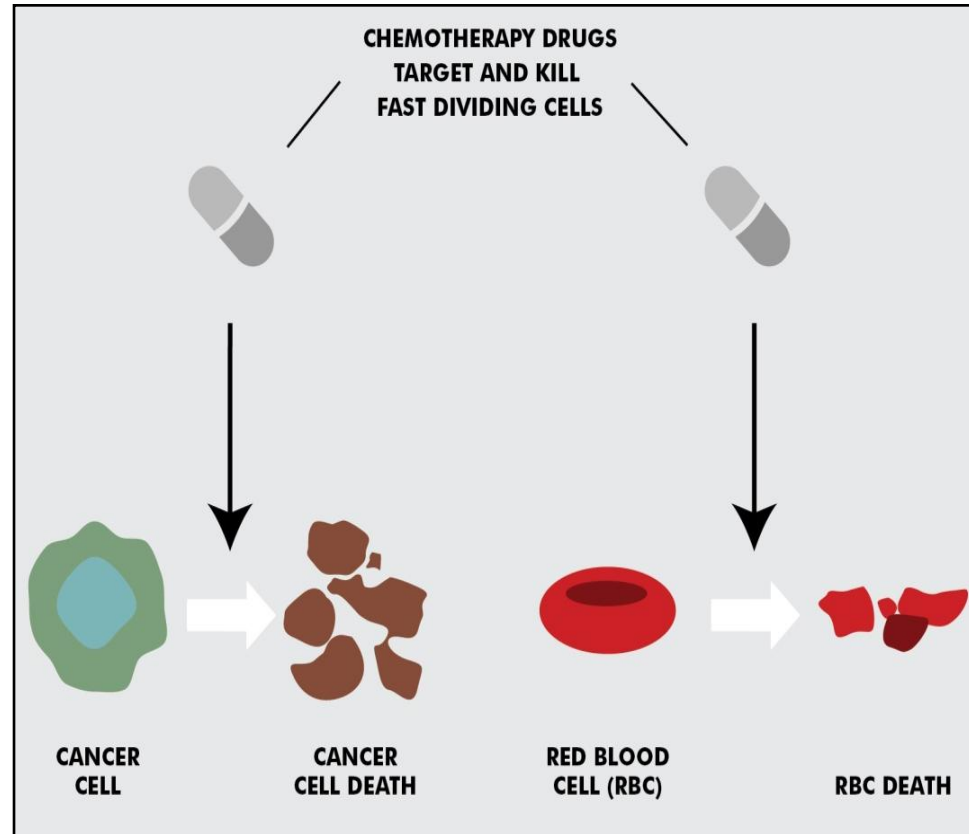 CHEMOTHERAPY DRUGS
TARGET AND KILL
FAST DIVIDING CELLS
CANCER
CELL
CANCER
CELL DEATH
RED BLOOD
CELL (RBC)
RBC DEATH